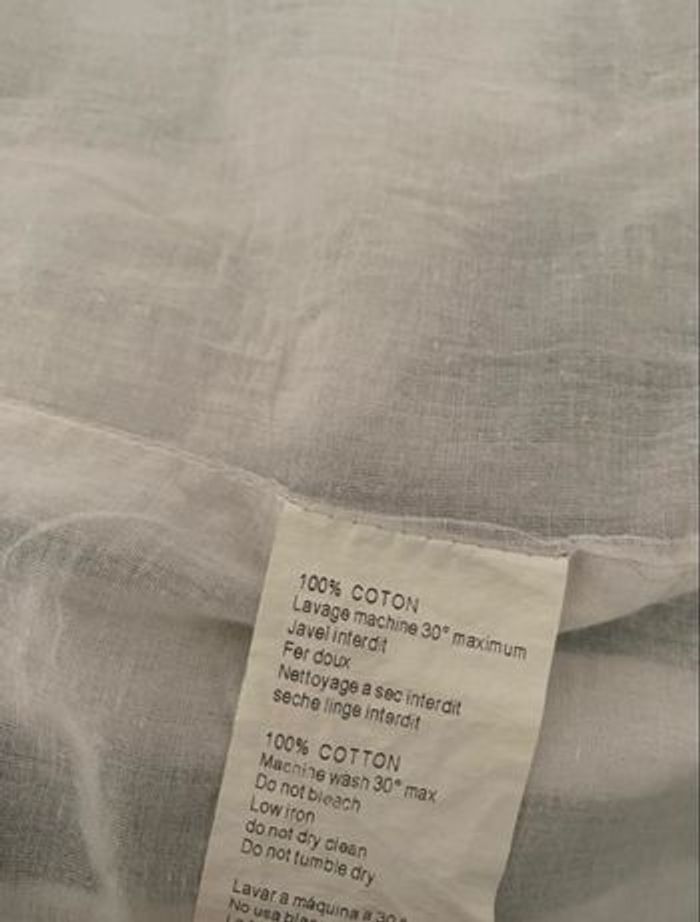 100% COTON
Lavage machine 30° maximum
Javel interdit
Fer doux
Nettoyage a sec interdit
seche linge interdit
100% COTTON
Machine wash 30° max
Do not bleach
Low iron
do not dry clean
Do not tumble dry
Lavar a máquina a 30°
No usa